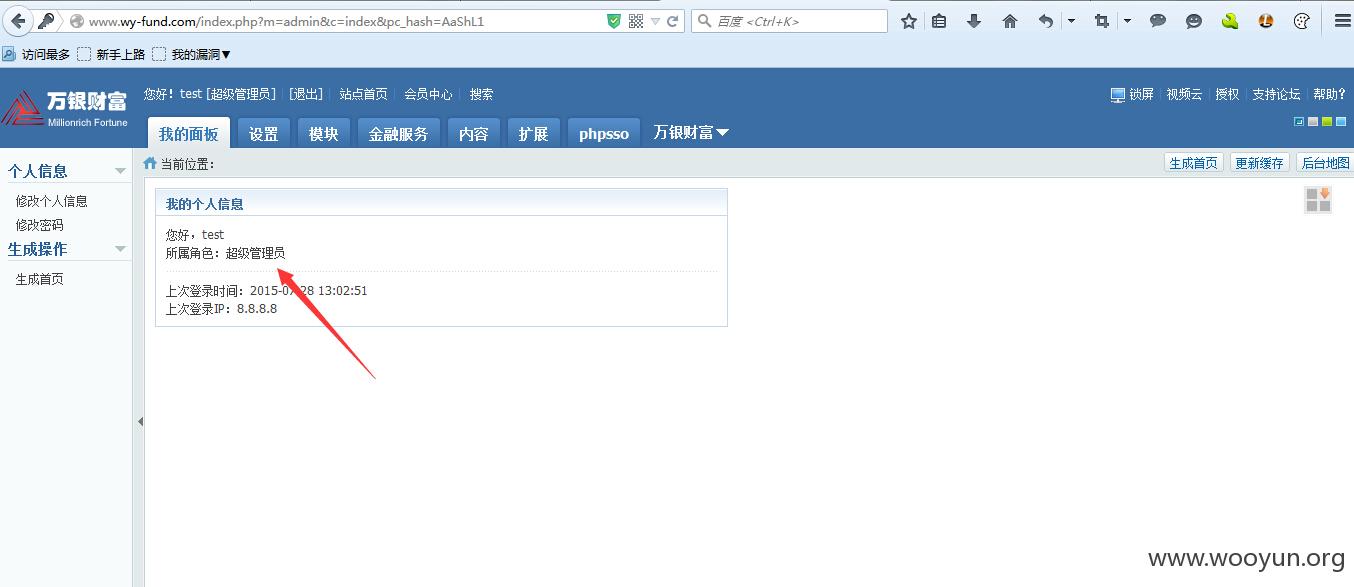 www.wy-fund.com/index.php?m=admin&c=index&pc_hash=AaShL1
百度 <Ctrl+K>
访问最多 新手上路 我的漏洞▼
万银财富
Millionrich Fortune
您好！test [超级管理员] [退出] 站点首页 会员中心 搜索
锁屏 视频云 授权 支持论坛 帮助?
我的面板 设置 模块 金融服务 内容 扩展 phpsso 万银财富
个人信息
修改个人信息
修改密码
生成操作
生成首页
当前位置：
生成首页 更新缓存 后台地图
我的个人信息
您好，test
所属角色：超级管理员
上次登录时间：2015-07-28 13:02:51
上次登录IP：8.8.8.8
www.wooyun.org